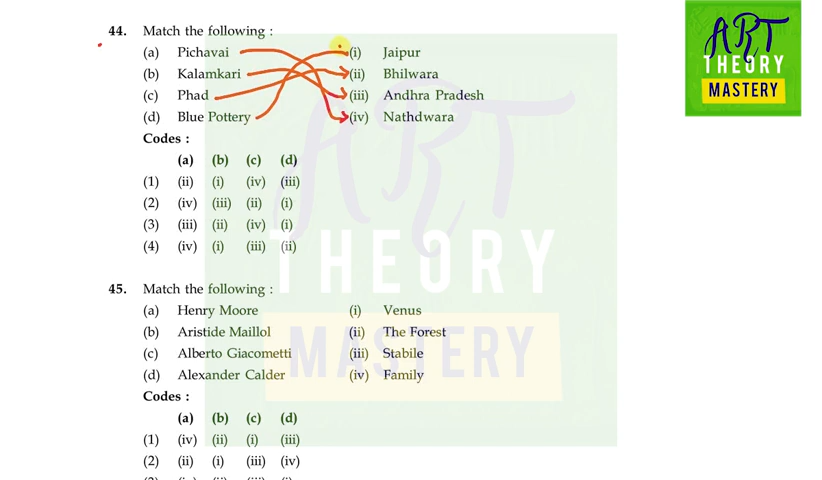 ART
THEORY
MASTERY
44. Match the following :
(a) Pichavai (i) Jaipur
(b) Kalamkari (ii) Bhilwara
(c) Phad (iii) Andhra Pradesh
(d) Blue Pottery (iv) Nathdwara
Codes :
(a) (b) (c) (d)
(1) (ii) (i) (iv) (iii)
(2) (iv) (iii) (ii) (i)
(3) (iii) (ii) (iv) (i)
(4) (iv) (i) (iii) (ii)
ART
THEORY
MASTERY
45. Match the following :
(a) Henry Moore (i) Venus
(b) Aristide Maillol (ii) The Forest
(c) Alberto Giacometti (iii) Stabile
(d) Alexander Calder (iv) Family
Codes :
(a) (b) (c) (d)
(1) (iv) (ii) (i) (iii)
(2) (ii) (i) (iii) (iv)